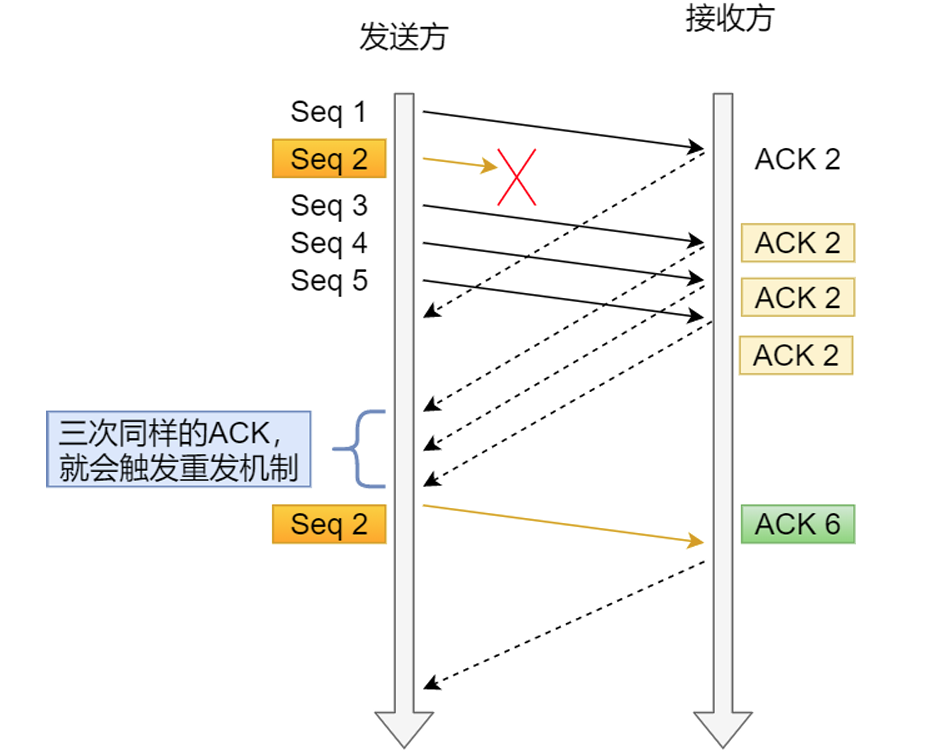 发送方
接收方
Seq 1
Seq 2
ACK 2
Seq 3
Seq 4
ACK 2
Seq 5
ACK 2
ACK 2
三次同样的ACK，
就会触发重发机制
Seq 2
ACK 6